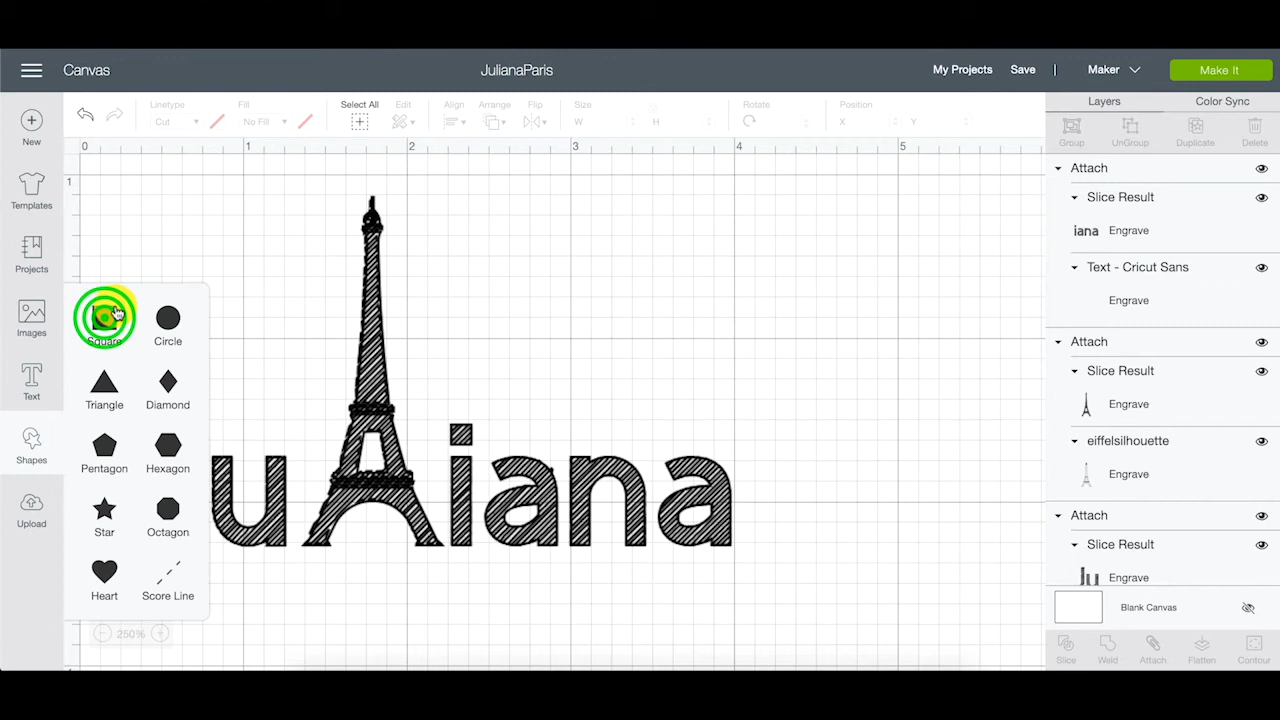 Canvas
JulianaParis
My Projects Save | Maker Make It
Linetype Fill Select All Edit Align Arrange Flip Size Rotate Position
Cut No Fill W H X Y
Layers Color Sync
Group UnGroup Duplicate Delete
New
Templates
Projects
Images
Text
Shapes
Upload
0 1 2 3 4 5
1
Square Circle
Triangle Diamond
Pentagon Hexagon
Star Octagon
Heart Score Line
250%
u iana
Attach
Slice Result
iana Engrave
Text - Cricut Sans
Engrave
Attach
Slice Result
Engrave
eiffelsilhouette
Engrave
Attach
Slice Result
Ju Engrave
Blank Canvas
Slice Weld Attach Flatten Contour